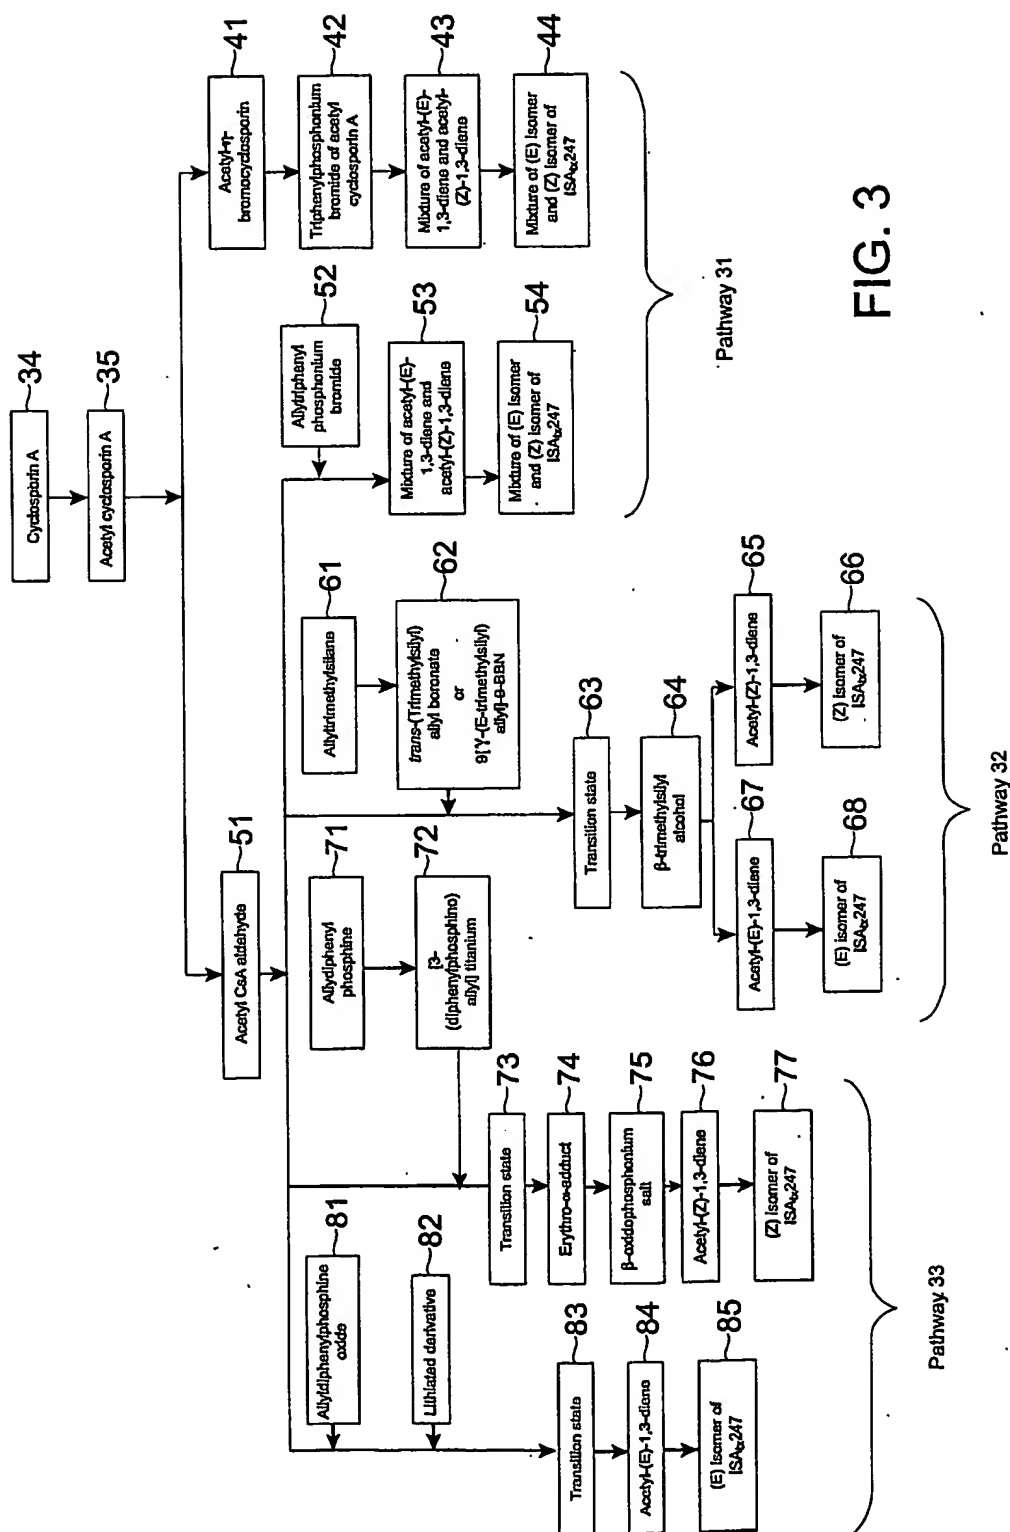 34
Cyclosporin A
35
Acetyl cyclosporin A
41
Acetyl-η-
bromocyclosporin
42
Triphenylphosphonium
bromide of acetyl
cyclosporin A
43
Mixture of acetyl-(E)-
1,3-diene and acetyl-
(Z)-1,3-diene
44
Mixture of (E) isomer
and (Z) isomer of
ISAtx247
51
Acetyl CsA aldehyde
52
Allyltriphenyl
phosphonium
bromide
53
Mixture of acetyl-(E)-
1,3-diene and
acetyl-(Z)-1,3-diene
54
Mixture of (E) isomer
and (Z) isomer of
ISAtx247
Pathway 31
61
Allyltrimethylsilane
62
trans-(Trimethylsilyl)
allyl boronate
or
9[γ-(E-trimethylsilyl)
allyl]-9-BBN
63
Transition state
64
β-trimethylsilyl
alcohol
65
Acetyl-(Z)-1,3-diene
66
(Z) isomer of
ISAtx247
67
Acetyl-(E)-1,3-diene
68
(E) isomer of
ISAtx247
Pathway 32
71
Allydiphenyl
phosphine
72
[3-
(diphenylphosphino)
allyl] titanium
73
Transition state
74
Erythro-α-adduct
75
β-oxidophosphonium
salt
76
Acetyl-(Z)-1,3-diene
77
(Z) isomer of
ISAtx247
81
Allyldiphenylphosphine
oxide
82
Lithiated derivative
83
Transition state
84
Acetyl-(E)-1,3-diene
85
(E) isomer of
ISAtx247
Pathway 33
FIG. 3